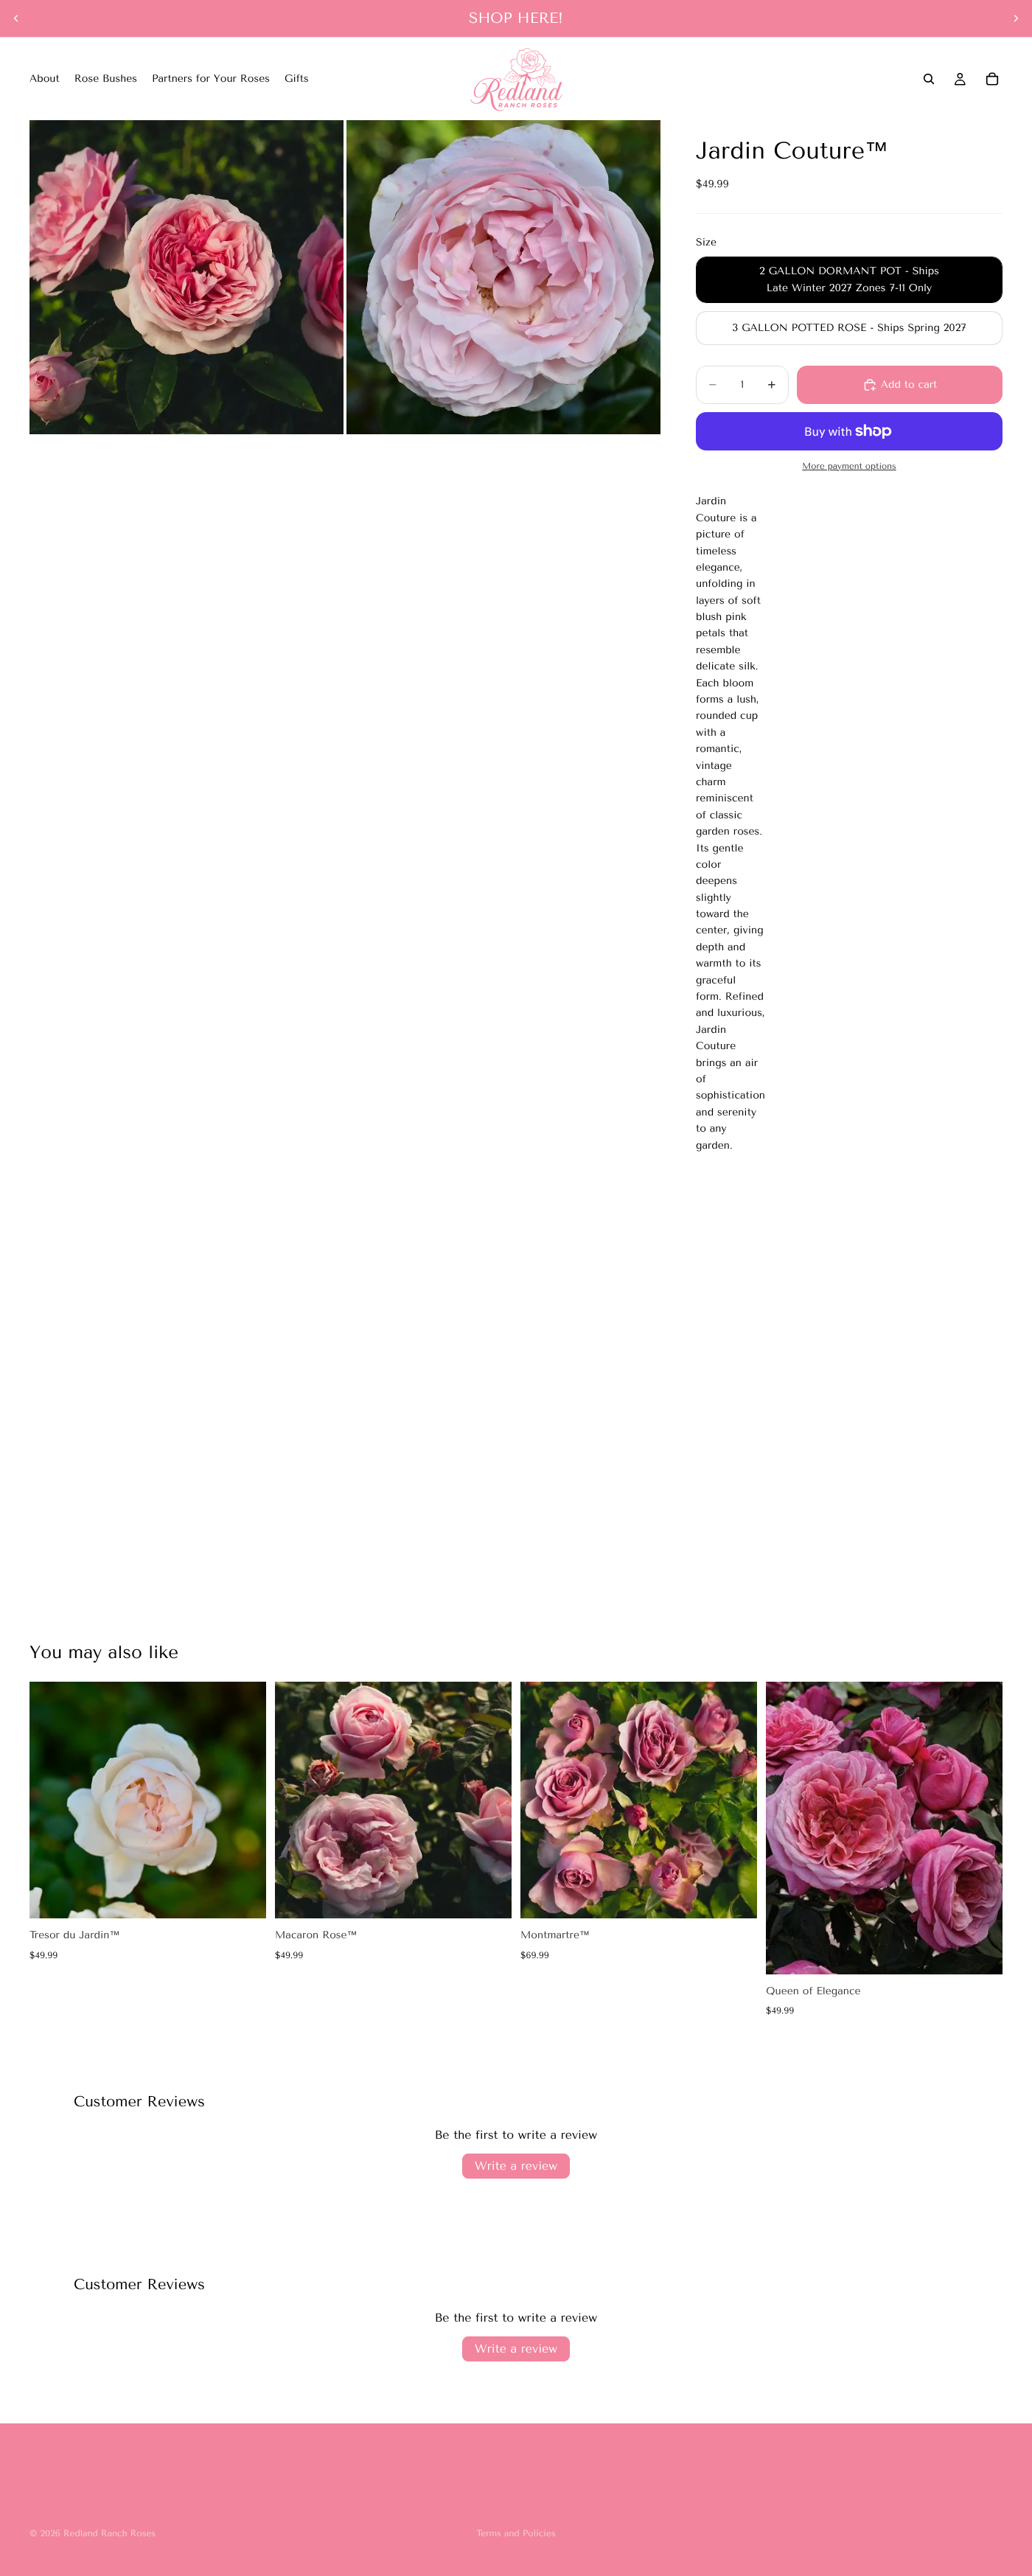 SHOP HERE!
About Rose Bushes Partners for Your Roses Gifts
Redland
RANCH ROSES
Jardin Couture™
$49.99
Size
2 GALLON DORMANT POT - Ships
Late Winter 2027 Zones 7-11 Only
3 GALLON POTTED ROSE - Ships Spring 2027
1
Add to cart
Buy with shop
More payment options
Jardin
Couture is a
picture of
timeless
elegance,
unfolding in
layers of soft
blush pink
petals that
resemble
delicate silk.
Each bloom
forms a lush,
rounded cup
with a
romantic,
vintage
charm
reminiscent
of classic
garden roses.
Its gentle
color
deepens
slightly
toward the
center, giving
depth and
warmth to its
graceful
form. Refined
and luxurious,
Jardin
Couture
brings an air
of
sophistication
and serenity
to any
garden.
You may also like
Tresor du Jardin™
$49.99
Macaron Rose™
$49.99
Montmartre™
$69.99
Queen of Elegance
$49.99
Customer Reviews
Be the first to write a review
Write a review
Customer Reviews
Be the first to write a review
Write a review
© 2026 Redland Ranch Roses
Terms and Policies